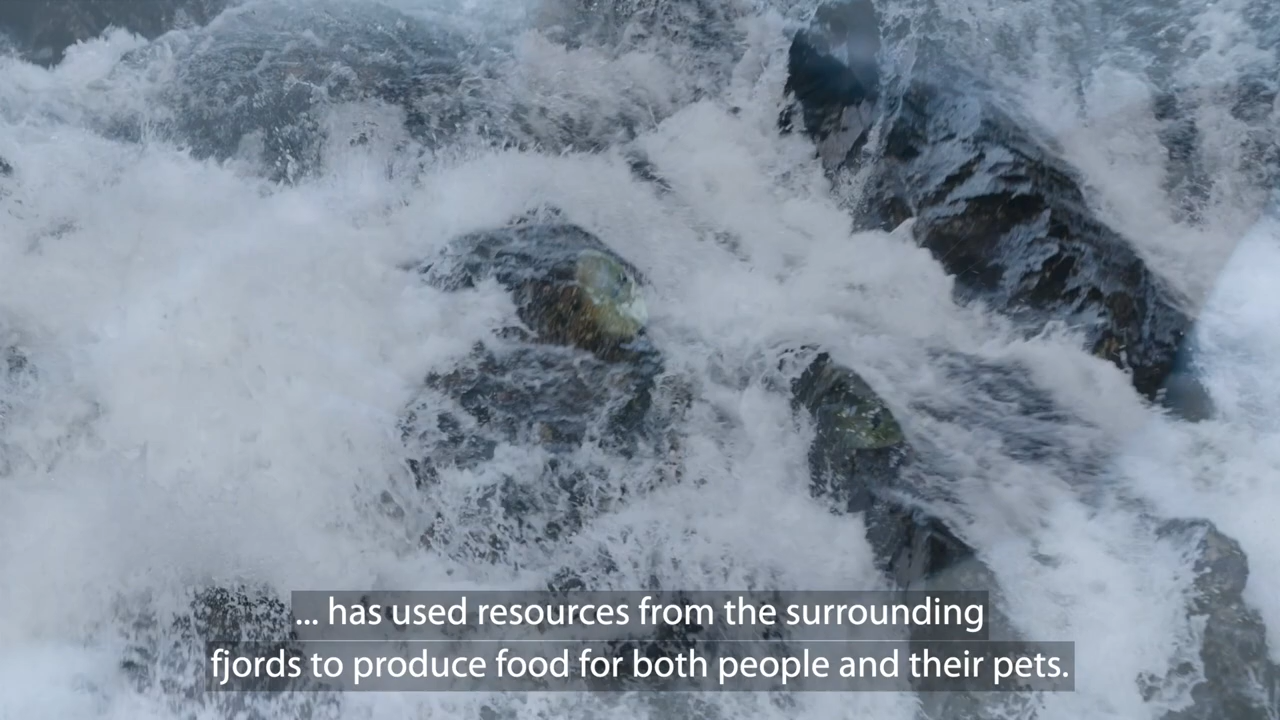 ... has used resources from the surrounding
fjords to produce food for both people and their pets.